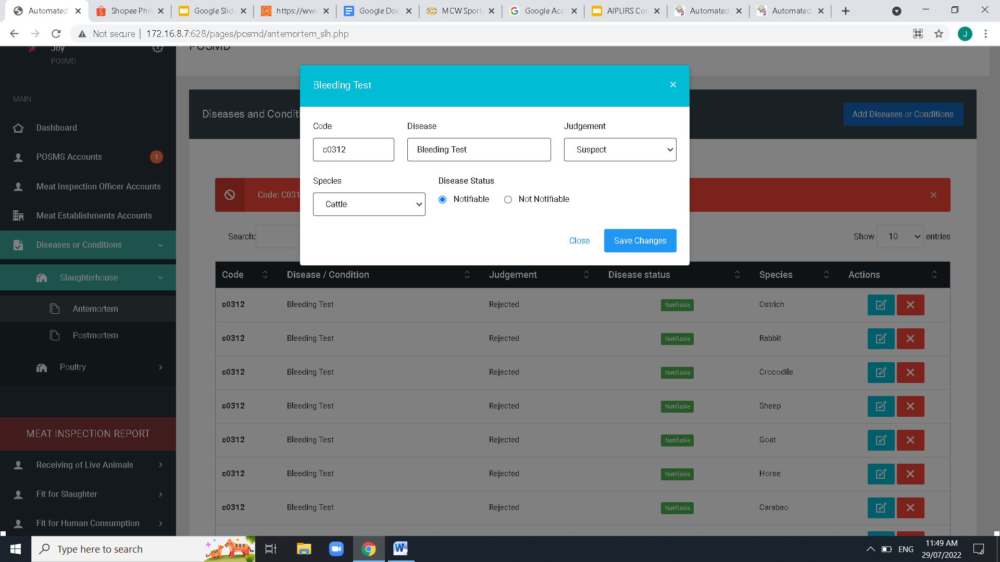 Automated
Shopee Phili
Google Slide
https://www
Google Doc
MCW Sports
Google Acc
AIPLIRS Con
Automated
Automated
Not secure
172.16.8.7:628/pages/posmd/antemortem_slh.php
J
Joy
POSMD
POSMD
MAIN
Dashboard
POSMS Accounts
1
Meat Inspection Officer Accounts
Meat Establishments Accounts
Diseases or Conditions
Slaughterhouse
Antemortem
Postmortem
Poultry
MEAT INSPECTION REPORT
Receiving of Live Animals
Fit for Slaughter
Fit for Human Consumption
Diseases and Conditi
Add Diseases or Conditions
Bleeding Test
Code
Disease
Judgement
c0312
Bleeding Test
Suspect
Species
Disease Status
Cattle
Notifiable
Not Notifiable
Close
Save Changes
Code: C031
Search:
Show 10 entries
Code Disease / Condition Judgement Disease status Species Actions
c0312 Bleeding Test Rejected Notifiable Ostrich
c0312 Bleeding Test Rejected Notifiable Rabbit
c0312 Bleeding Test Rejected Notifiable Crocodile
c0312 Bleeding Test Rejected Notifiable Sheep
c0312 Bleeding Test Rejected Notifiable Goat
c0312 Bleeding Test Rejected Notifiable Horse
c0312 Bleeding Test Rejected Notifiable Carabao
Type here to search
ENG
11:49 AM
29/07/2022